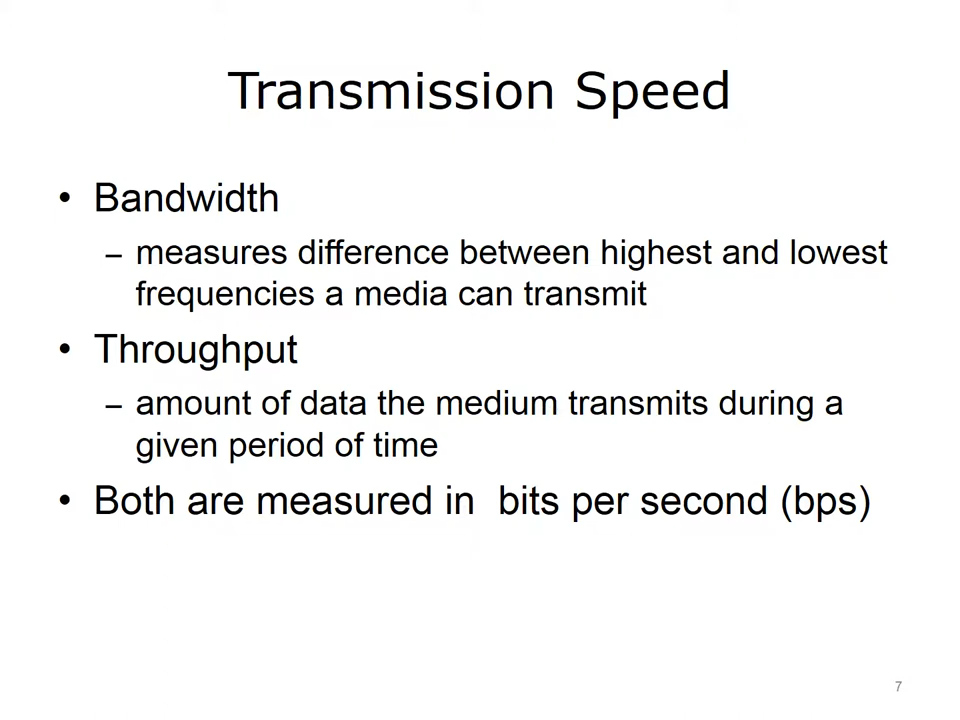 Transmission Speed
• Bandwidth
– measures difference between highest and lowest
frequencies a media can transmit
• Throughput
– amount of data the medium transmits during a
given period of time
• Both are measured in  bits per second (bps)
7